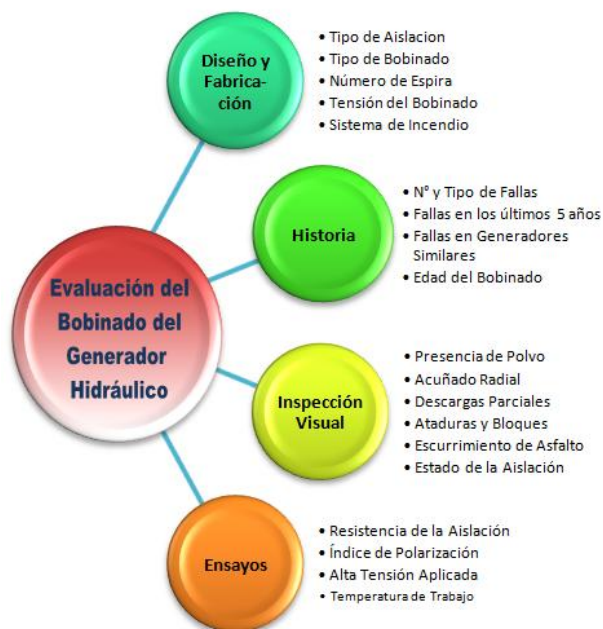 Evaluación del
Bobinado del
Generador
Hidráulico
Diseño y
Fabrica-
ción
• Tipo de Aislacion
• Tipo de Bobinado
• Número de Espira
• Tensión del Bobinado
• Sistema de Incendio
Historia
• N° y Tipo de Fallas
• Fallas en los últimos 5 años
• Fallas en Generadores
Similares
• Edad del Bobinado
Inspección
Visual
• Presencia de Polvo
• Acuñado Radial
• Descargas Parciales
• Ataduras y Bloques
• Escurrimiento de Asfalto
• Estado de la Aislación
Ensayos
• Resistencia de la Aislación
• Índice de Polarización
• Alta Tensión Aplicada
• Temperatura de Trabajo